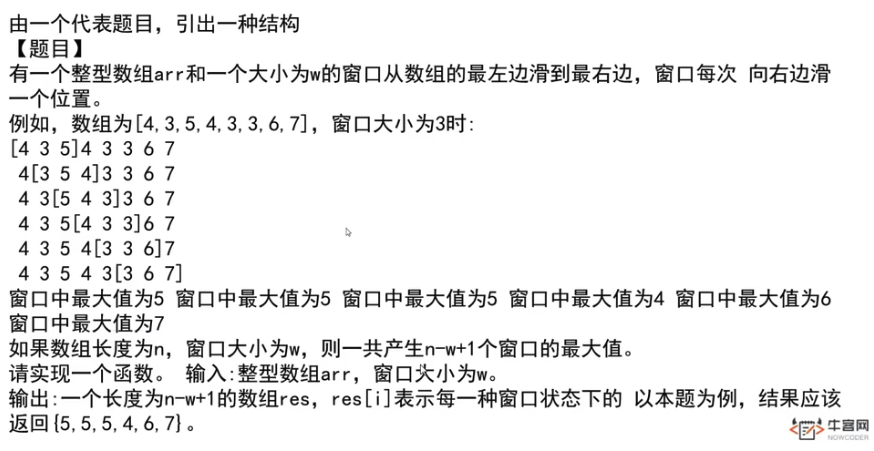 由一个代表题目，引出一种结构
【题目】
有一个整型数组arr和一个大小为w的窗口从数组的最左边滑到最右边，窗口每次 向右边滑
一个位置。
例如，数组为[4,3,5,4,3,3,6,7]，窗口大小为3时:
[4 3 5]4 3 3 6 7
4[3 5 4]3 3 6 7
4 3[5 4 3]3 6 7
4 3 5[4 3 3]6 7
4 3 5 4[3 3 6]7
4 3 5 4 3[3 6 7]
窗口中最大值为5 窗口中最大值为5 窗口中最大值为5 窗口中最大值为4 窗口中最大值为6
窗口中最大值为7
如果数组长度为n，窗口大小为w，则一共产生n-w+1个窗口的最大值。
请实现一个函数。 输入:整型数组arr，窗口大小为w。
输出:一个长度为n-w+1的数组res，res[i]表示每一种窗口状态下的 以本题为例，结果应该
返回{5,5,5,4,6,7}。
牛客网
NOWCODER